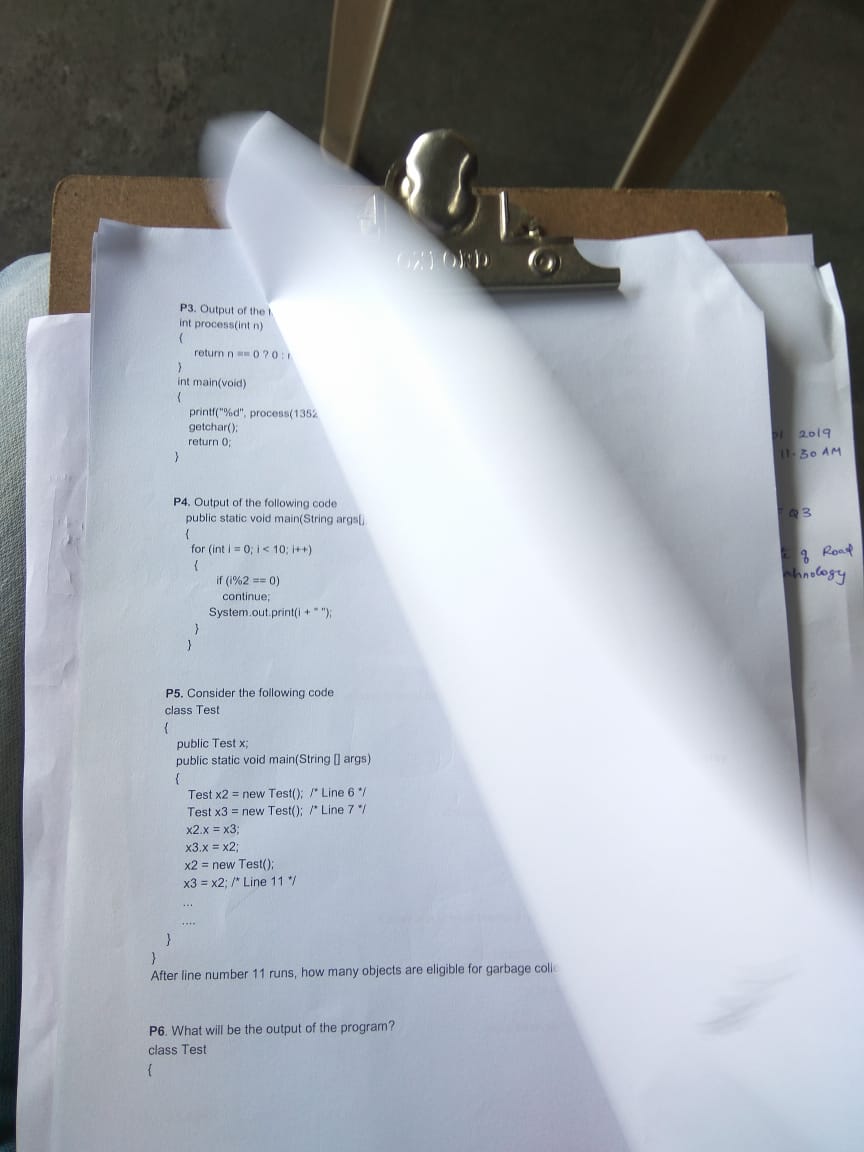 OXFORD
P3. Output of the
int process(int n)
{
return n == 0 ? 0 :
}
int main(void)
{
printf("%d", process(1352
getchar();
return 0;
}
P4. Output of the following code
public static void main(String args[]
{
for (int i = 0; i < 10; i++)
{
if (i%2 == 0)
continue;
System.out.print(i + " ");
}
}
P5. Consider the following code
class Test
{
public Test x;
public static void main(String [] args)
{
Test x2 = new Test(); /* Line 6 */
Test x3 = new Test(); /* Line 7 */
x2.x = x3;
x3.x = x2;
x2 = new Test();
x3 = x2; /* Line 11 */
...
....
}
}
After line number 11 runs, how many objects are eligible for garbage
P6. What will be the output of the program?
class Test
{
2019
11-30 AM
Q3
Road